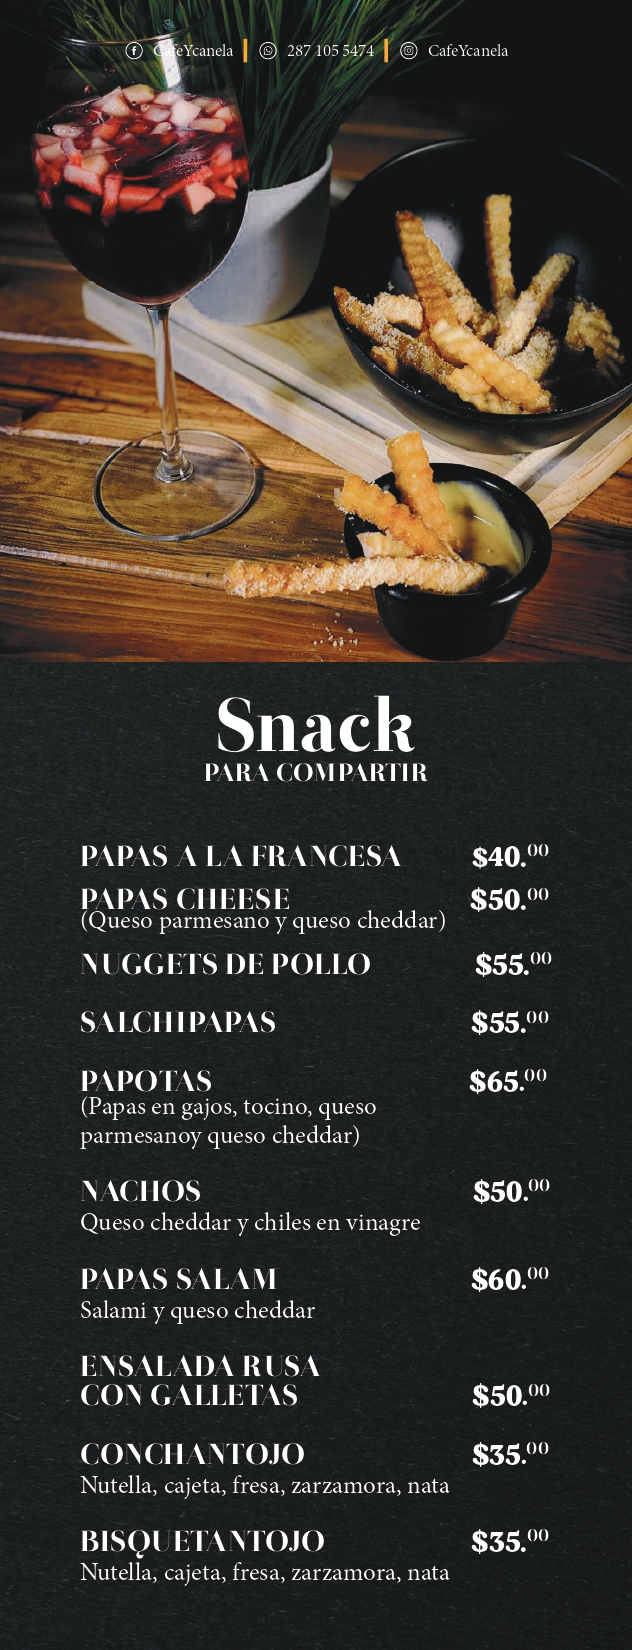 CafeYcanela | 287 105 5474 | CafeYcanela
Snack
PARA COMPARTIR
PAPAS A LA FRANCESA $40.00
PAPAS CHEESE $50.00
(Queso parmesano y queso cheddar)
NUGGETS DE POLLO $55.00
SALCHIPAPAS $55.00
PAPOTAS $65.00
(Papas en gajos, tocino, queso
parmesanoy queso cheddar)
NACHOS $50.00
Queso cheddar y chiles en vinagre
PAPAS SALAM $60.00
Salami y queso cheddar
ENSALADA RUSA
CON GALLETAS $50.00
CONCHANTOJO $35.00
Nutella, cajeta, fresa, zarzamora, nata
BISQUETANTOJO $35.00
Nutella, cajeta, fresa, zarzamora, nata